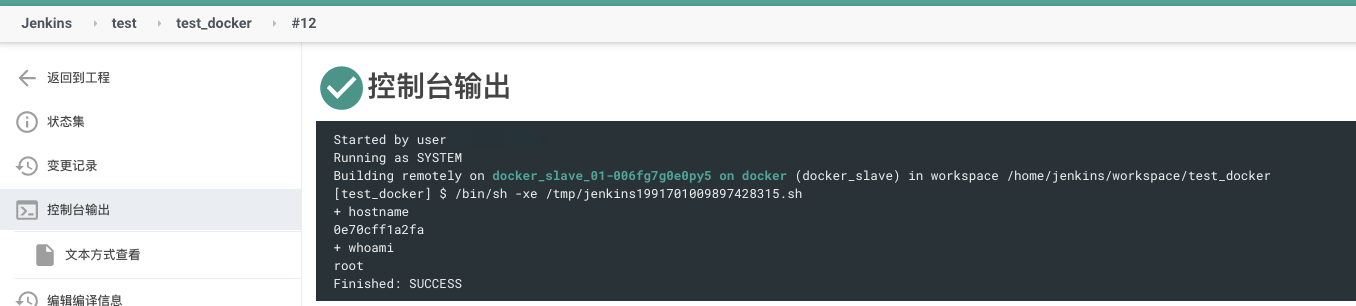 Jenkins › test › test_docker › #12
返回到工程
状态集
变更记录
控制台输出
文本方式查看
编辑编译信息
控制台输出
Started by user
Running as SYSTEM
Building remotely on docker_slave_01-006fg7g0e0py5 on docker (docker_slave) in workspace /home/jenkins/workspace/test_docker
[test_docker] $ /bin/sh -xe /tmp/jenkins1991701009897428315.sh
+ hostname
0e70cff1a2fa
+ whoami
root
Finished: SUCCESS